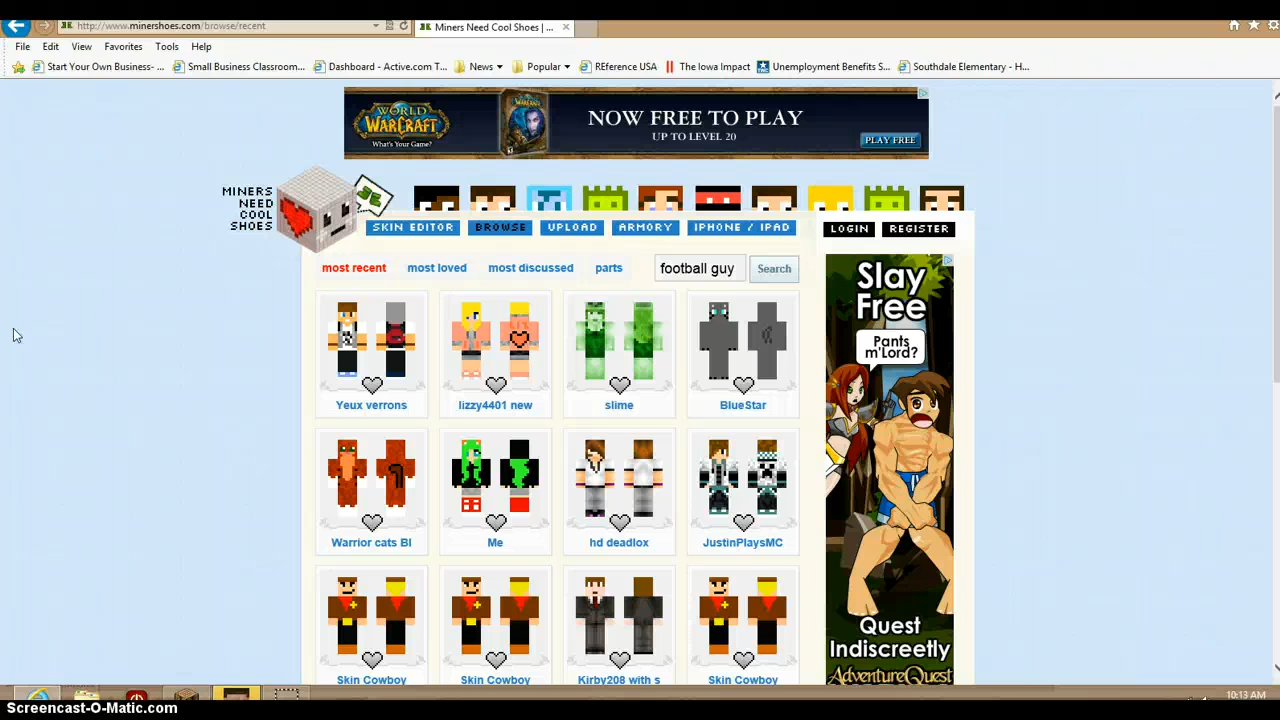 http://www.minershoes.com/browse/recent
Miners Need Cool Shoes | ...
File Edit View Favorites Tools Help
Start Your Own Business- ... Small Business Classroom... Dashboard - Active.com T... News Popular REference USA The Iowa Impact Unemployment Benefits S... Southdale Elementary - H...
WORLD
WARCRAFT
What's Your Game?
NOW FREE TO PLAY
UP TO LEVEL 20
PLAY FREE
MINERS
NEED
COOL
SHOES
SKIN EDITOR BROWSE UPLOAD ARMORY IPHONE / IPAD
LOGIN REGISTER
most recent most loved most discussed parts football guy Search
Yeux verrons lizzy4401 new slime BlueStar
Warrior cats Bl Me hd deadlox JustinPlaysMC
Skin Cowboy Skin Cowboy Kirby208 with s Skin Cowboy
Slay
Free
Pants
m'Lord?
Quest
Indiscreetly
AdventureQuest
10:13 AM
Screencast-O-Matic.com